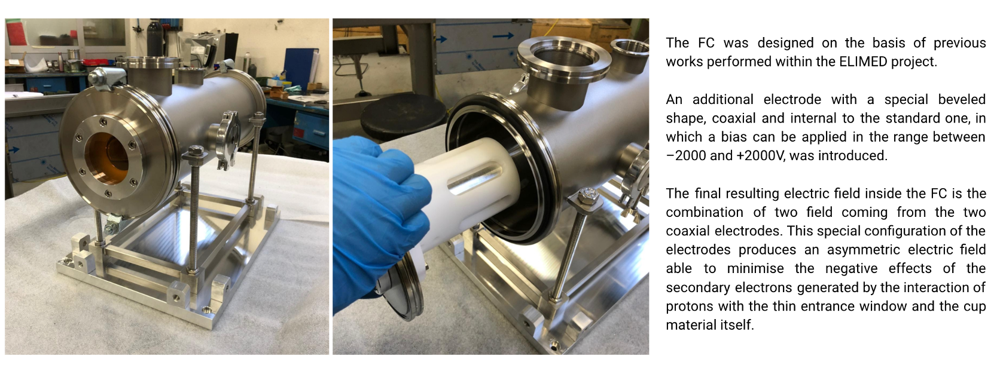 The FC was designed on the basis of previous
works performed within the ELIMED project.
An additional electrode with a special beveled
shape, coaxial and internal to the standard one, in
which a bias can be applied in the range between
−2000 and +2000V, was introduced.
The final resulting electric field inside the FC is the
combination of two field coming from the two
coaxial electrodes. This special configuration of the
electrodes produces an asymmetric electric field
able to minimise the negative effects of the
secondary electrons generated by the interaction of
protons with the thin entrance window and the cup
material itself.